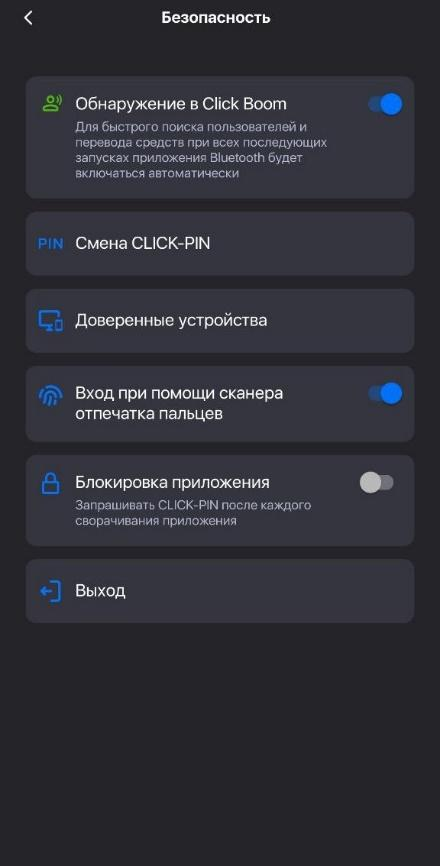 Безопасность
Обнаружение в Click Boom
Для быстрого поиска пользователей и
перевода средств при всех последующих
запусках приложения Bluetooth будет
включаться автоматически
PIN Смена CLICK-PIN
Доверенные устройства
Вход при помощи сканера
отпечатка пальцев
Блокировка приложения
Запрашивать CLICK-PIN после каждого
сворачивания приложения
Выход